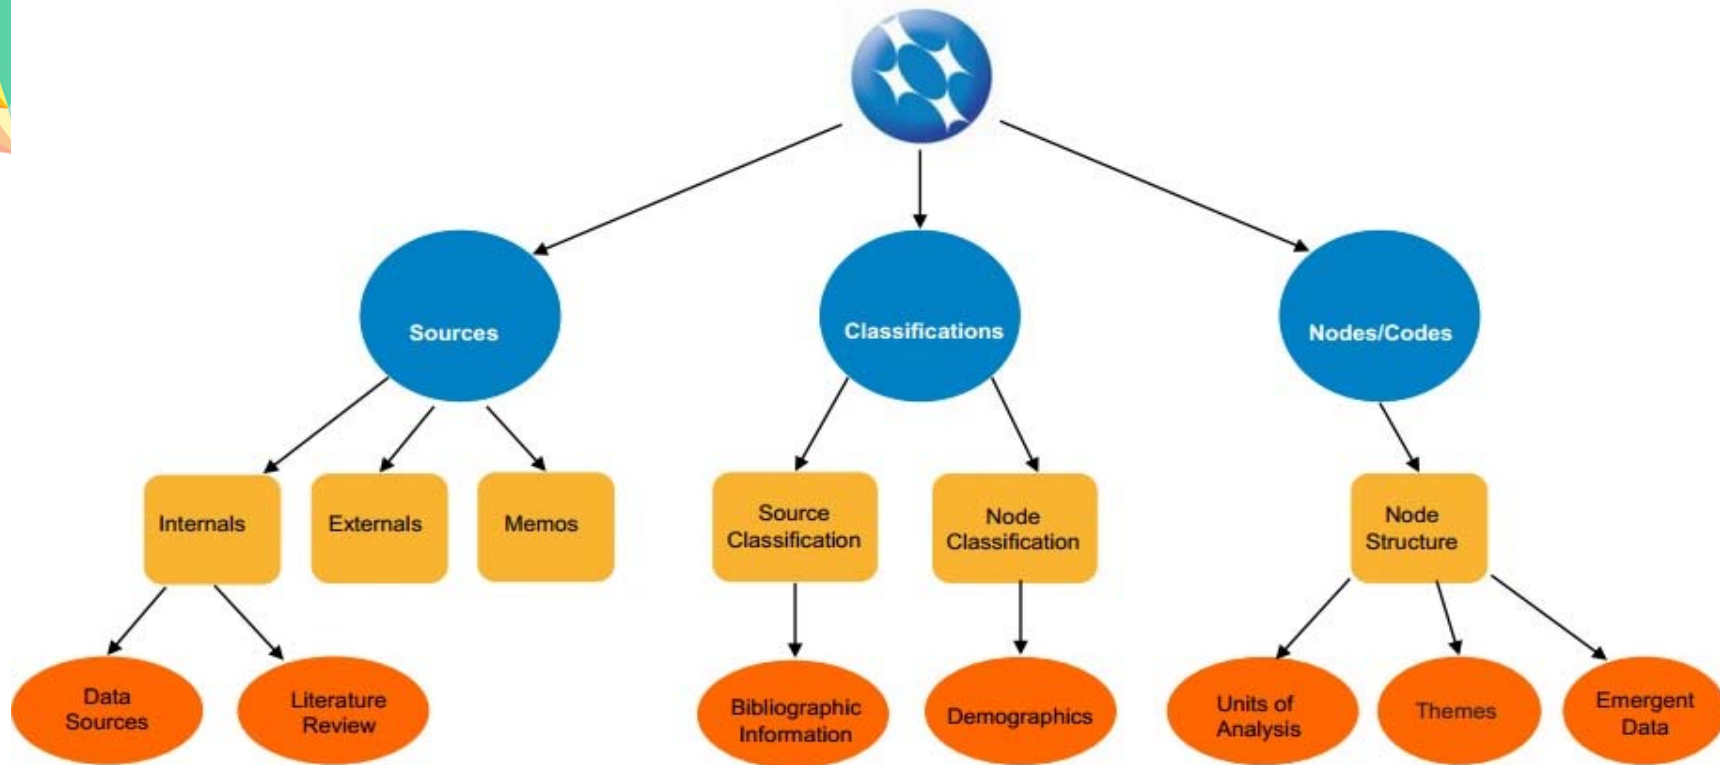 Sources
Classifications
Nodes/Codes
Internals
Externals
Memos
Source
Classification
Node
Classification
Node
Structure
Data
Sources
Literature
Review
Bibliographic
Information
Demographics
Units of
Analysis
Themes
Emergent
Data